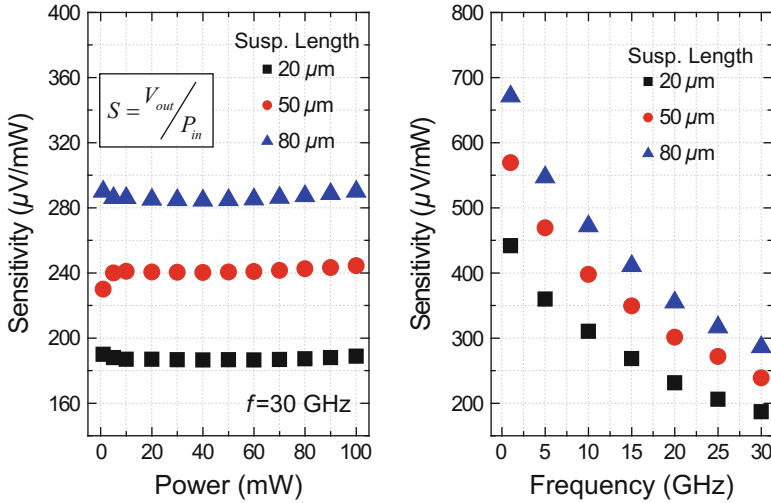 400
360
320
280
240
200
160
Sensitivity (µV/mW)
Susp. Length
20 µm
50 µm
80 µm
S = V_out / P_in
f=30 GHz
0 20 40 60 80 100
Power (mW)
800
700
600
500
400
300
200
Sensitivity (µV/mW)
Susp. Length
20 µm
50 µm
80 µm
0 5 10 15 20 25 30
Frequency (GHz)